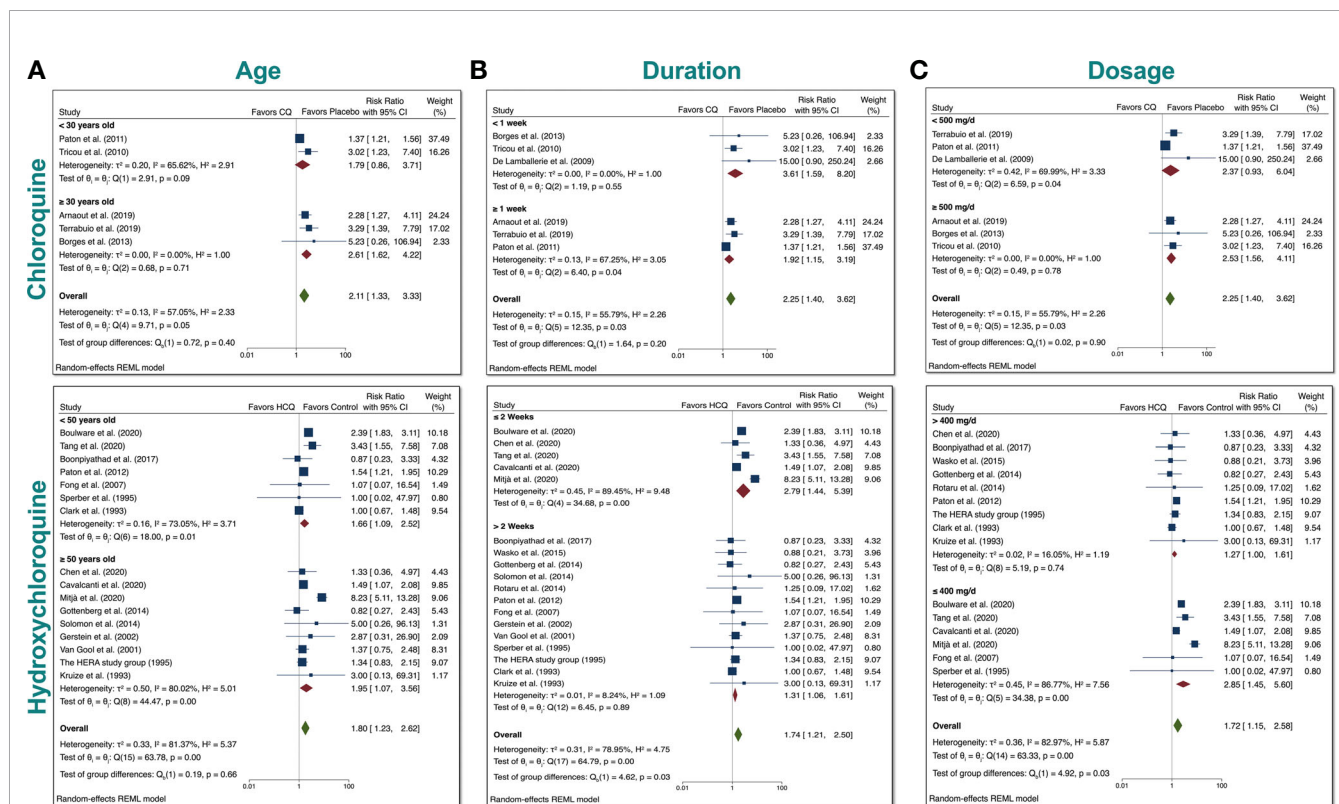 A Age
B Duration
C Dosage
Chloroquine
Risk Ratio Weight
Study Favors CQ Favors Placebo with 95% CI (%)
< 30 years old
Paton et al. (2011) 1.37 [ 1.21, 1.56] 37.49
Tricou et al. (2010) 3.02 [ 1.23, 7.40] 16.26
Heterogeneity: τ² = 0.20, I² = 65.62%, H² = 2.91 1.79 [ 0.86, 3.71]
Test of θᵢ = θⱼ: Q(1) = 2.91, p = 0.09
≥ 30 years old
Arnaout et al. (2019) 2.28 [ 1.27, 4.11] 24.24
Terrabuio et al. (2019) 3.29 [ 1.39, 7.79] 17.02
Borges et al. (2013) 5.23 [ 0.26, 106.94] 2.33
Heterogeneity: τ² = 0.00, I² = 0.00%, H² = 1.00 2.61 [ 1.62, 4.22]
Test of θᵢ = θⱼ: Q(2) = 0.68, p = 0.71
Overall 2.11 [ 1.33, 3.33]
Heterogeneity: τ² = 0.13, I² = 57.05%, H² = 2.33
Test of θᵢ = θⱼ: Q(4) = 9.71, p = 0.05
Test of group differences: Q_b(1) = 0.72, p = 0.40
0.01 1 100
Random-effects REML model
Risk Ratio Weight
Study Favors CQ Favors Placebo with 95% CI (%)
< 1 week
Borges et al. (2013) 5.23 [ 0.26, 106.94] 2.33
Tricou et al. (2010) 3.02 [ 1.23, 7.40] 16.26
De Lamballerie et al. (2009) 15.00 [ 0.90, 250.24] 2.66
Heterogeneity: τ² = 0.00, I² = 0.00%, H² = 1.00 3.61 [ 1.59, 8.20]
Test of θᵢ = θⱼ: Q(2) = 1.19, p = 0.55
≥ 1 week
Arnaout et al. (2019) 2.28 [ 1.27, 4.11] 24.24
Terrabuio et al. (2019) 3.29 [ 1.39, 7.79] 17.02
Paton et al. (2011) 1.37 [ 1.21, 1.56] 37.49
Heterogeneity: τ² = 0.13, I² = 67.25%, H² = 3.05 1.92 [ 1.15, 3.19]
Test of θᵢ = θⱼ: Q(2) = 6.40, p = 0.04
Overall 2.25 [ 1.40, 3.62]
Heterogeneity: τ² = 0.15, I² = 55.79%, H² = 2.26
Test of θᵢ = θⱼ: Q(5) = 12.35, p = 0.03
Test of group differences: Q_b(1) = 1.64, p = 0.20
0.01 1 100
Random-effects REML model
Risk Ratio Weight
Study Favors CQ Favors Placebo with 95% CI (%)
< 500 mg/d
Terrabuio et al. (2019) 3.29 [ 1.39, 7.79] 17.02
Paton et al. (2011) 1.37 [ 1.21, 1.56] 37.49
De Lamballerie et al. (2009) 15.00 [ 0.90, 250.24] 2.66
Heterogeneity: τ² = 0.42, I² = 69.99%, H² = 3.33 2.37 [ 0.93, 6.04]
Test of θᵢ = θⱼ: Q(2) = 6.59, p = 0.04
≥ 500 mg/d
Arnaout et al. (2019) 2.28 [ 1.27, 4.11] 24.24
Borges et al. (2013) 5.23 [ 0.26, 106.94] 2.33
Tricou et al. (2010) 3.02 [ 1.23, 7.40] 16.26
Heterogeneity: τ² = 0.00, I² = 0.00%, H² = 1.00 2.53 [ 1.56, 4.11]
Test of θᵢ = θⱼ: Q(2) = 0.49, p = 0.78
Overall 2.25 [ 1.40, 3.62]
Heterogeneity: τ² = 0.15, I² = 55.79%, H² = 2.26
Test of θᵢ = θⱼ: Q(5) = 12.35, p = 0.03
Test of group differences: Q_b(1) = 0.02, p = 0.90
0.01 1 100
Random-effects REML model
Hydroxychloroquine
Risk Ratio Weight
Study Favors HCQ Favors Control with 95% CI (%)
< 50 years old
Boulware et al. (2020) 2.39 [ 1.83, 3.11] 10.18
Tang et al. (2020) 3.43 [ 1.55, 7.58] 7.08
Boonpiyathad et al. (2017) 0.87 [ 0.23, 3.33] 4.32
Paton et al. (2012) 1.54 [ 1.21, 1.95] 10.29
Fong et al. (2007) 1.07 [ 0.07, 16.54] 1.49
Sperber et al. (1995) 1.00 [ 0.02, 47.97] 0.80
Clark et al. (1993) 1.00 [ 0.67, 1.48] 9.54
Heterogeneity: τ² = 0.16, I² = 73.05%, H² = 3.71 1.66 [ 1.09, 2.52]
Test of θᵢ = θⱼ: Q(6) = 18.00, p = 0.01
≥ 50 years old
Chen et al. (2020) 1.33 [ 0.36, 4.97] 4.43
Cavalcanti et al. (2020) 1.49 [ 1.07, 2.08] 9.85
Mitjà et al. (2020) 8.23 [ 5.11, 13.28] 9.06
Gottenberg et al. (2014) 0.82 [ 0.27, 2.43] 5.43
Solomon et al. (2014) 5.00 [ 0.26, 96.13] 1.31
Gerstein et al. (2002) 2.87 [ 0.31, 26.90] 2.09
Van Gool et al. (2001) 1.37 [ 0.75, 2.48] 8.31
The HERA study group (1995) 1.34 [ 0.83, 2.15] 9.07
Kruize et al. (1993) 3.00 [ 0.13, 69.31] 1.17
Heterogeneity: τ² = 0.50, I² = 80.02%, H² = 5.01 1.95 [ 1.07, 3.56]
Test of θᵢ = θⱼ: Q(8) = 44.47, p = 0.00
Overall 1.80 [ 1.23, 2.62]
Heterogeneity: τ² = 0.33, I² = 81.37%, H² = 5.37
Test of θᵢ = θⱼ: Q(15) = 63.78, p = 0.00
Test of group differences: Q_b(1) = 0.19, p = 0.66
0.01 1 100
Random-effects REML model
Risk Ratio Weight
Study Favors HCQ Favors Control with 95% CI (%)
≤ 2 Weeks
Boulware et al. (2020) 2.39 [ 1.83, 3.11] 10.18
Chen et al. (2020) 1.33 [ 0.36, 4.97] 4.43
Tang et al. (2020) 3.43 [ 1.55, 7.58] 7.08
Cavalcanti et al. (2020) 1.49 [ 1.07, 2.08] 9.85
Mitjà et al. (2020) 8.23 [ 5.11, 13.28] 9.06
Heterogeneity: τ² = 0.45, I² = 89.45%, H² = 9.48 2.79 [ 1.44, 5.39]
Test of θᵢ = θⱼ: Q(4) = 34.68, p = 0.00
> 2 Weeks
Boonpiyathad et al. (2017) 0.87 [ 0.23, 3.33] 4.32
Wasko et al. (2015) 0.88 [ 0.21, 3.73] 3.96
Gottenberg et al. (2014) 0.82 [ 0.27, 2.43] 5.43
Solomon et al. (2014) 5.00 [ 0.26, 96.13] 1.31
Rotaru et al. (2014) 1.25 [ 0.09, 17.02] 1.62
Paton et al. (2012) 1.54 [ 1.21, 1.95] 10.29
Fong et al. (2007) 1.07 [ 0.07, 16.54] 1.49
Gerstein et al. (2002) 2.87 [ 0.31, 26.90] 2.09
Van Gool et al. (2001) 1.37 [ 0.75, 2.48] 8.31
Sperber et al. (1995) 1.00 [ 0.02, 47.97] 0.80
The HERA study group (1995) 1.34 [ 0.83, 2.15] 9.07
Clark et al. (1993) 1.00 [ 0.67, 1.48] 9.54
Kruize et al. (1993) 3.00 [ 0.13, 69.31] 1.17
Heterogeneity: τ² = 0.01, I² = 8.24%, H² = 1.09 1.31 [ 1.06, 1.61]
Test of θᵢ = θⱼ: Q(12) = 6.45, p = 0.89
Overall 1.74 [ 1.21, 2.50]
Heterogeneity: τ² = 0.31, I² = 78.95%, H² = 4.75
Test of θᵢ = θⱼ: Q(17) = 64.79, p = 0.00
Test of group differences: Q_b(1) = 4.62, p = 0.03
0.01 1 100
Random-effects REML model
Risk Ratio Weight
Study Favors HCQ Favors Control with 95% CI (%)
> 400 mg/d
Chen et al. (2020) 1.33 [ 0.36, 4.97] 4.43
Boonpiyathad et al. (2017) 0.87 [ 0.23, 3.33] 4.32
Wasko et al. (2015) 0.88 [ 0.21, 3.73] 3.96
Gottenberg et al. (2014) 0.82 [ 0.27, 2.43] 5.43
Rotaru et al. (2014) 1.25 [ 0.09, 17.02] 1.62
Paton et al. (2012) 1.54 [ 1.21, 1.95] 10.29
The HERA study group (1995) 1.34 [ 0.83, 2.15] 9.07
Clark et al. (1993) 1.00 [ 0.67, 1.48] 9.54
Kruize et al. (1993) 3.00 [ 0.13, 69.31] 1.17
Heterogeneity: τ² = 0.02, I² = 16.05%, H² = 1.19 1.27 [ 1.00, 1.61]
Test of θᵢ = θⱼ: Q(8) = 5.19, p = 0.74
≤ 400 mg/d
Boulware et al. (2020) 2.39 [ 1.83, 3.11] 10.18
Tang et al. (2020) 3.43 [ 1.55, 7.58] 7.08
Cavalcanti et al. (2020) 1.49 [ 1.07, 2.08] 9.85
Mitjà et al. (2020) 8.23 [ 5.11, 13.28] 9.06
Fong et al. (2007) 1.07 [ 0.07, 16.54] 1.49
Sperber et al. (1995) 1.00 [ 0.02, 47.97] 0.80
Heterogeneity: τ² = 0.45, I² = 86.77%, H² = 7.56 2.85 [ 1.45, 5.60]
Test of θᵢ = θⱼ: Q(5) = 34.38, p = 0.00
Overall 1.72 [ 1.15, 2.58]
Heterogeneity: τ² = 0.36, I² = 82.97%, H² = 5.87
Test of θᵢ = θⱼ: Q(14) = 63.33, p = 0.00
Test of group differences: Q_b(1) = 4.92, p = 0.03
0.01 1 100
Random-effects REML model